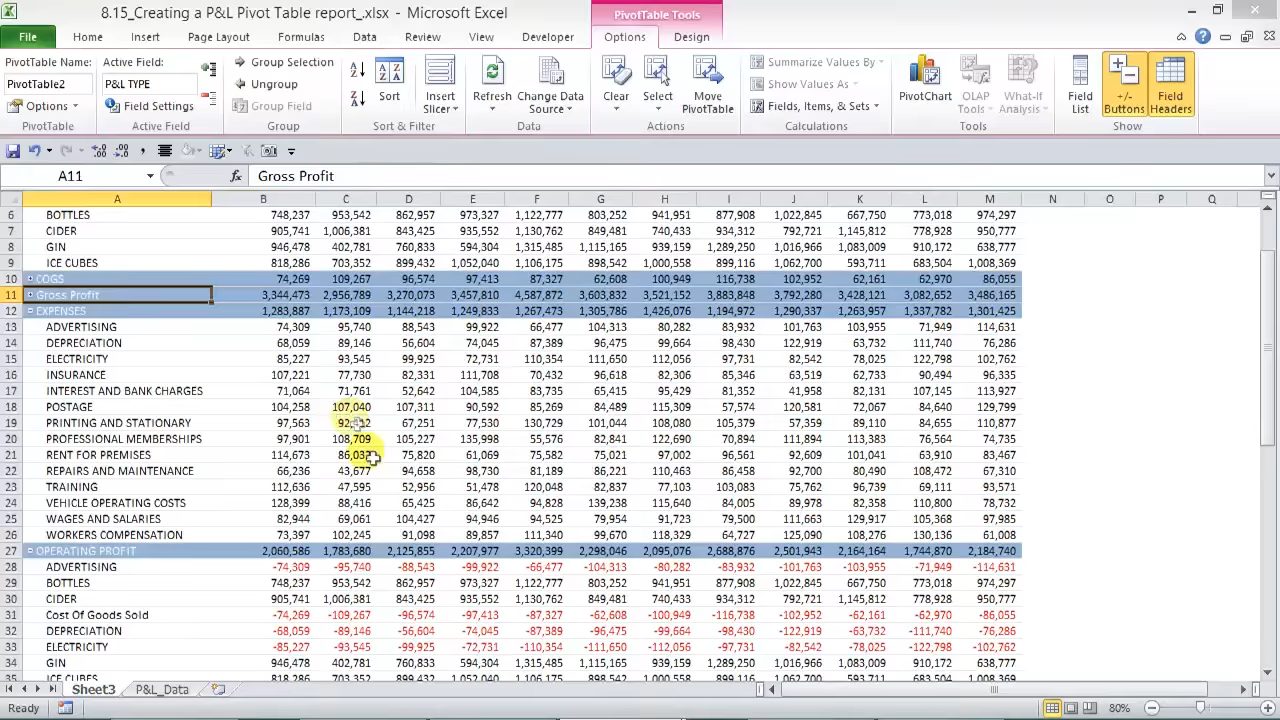 8.15_Creating a P&L Pivot Table report_.xlsx - Microsoft Excel PivotTable Tools
File Home Insert Page Layout Formulas Data Review View Developer Options Design
PivotTable Name: Active Field: Group Selection Summarize Values By
PivotTable2 P&L TYPE Ungroup Show Values As
Options Field Settings Group Field Sort Insert Slicer Refresh Change Data Source Clear Select Move PivotTable Fields, Items, & Sets PivotChart OLAP Tools What-If Analysis Field List +/- Buttons Field Headers
PivotTable Active Field Group Sort & Filter Data Actions Calculations Tools Show
A11 fx Gross Profit
A B C D E F G H I J K L M N O P Q
6 BOTTLES 748,237 953,542 862,957 973,327 1,122,777 803,252 941,951 877,908 1,022,845 667,750 773,018 974,297
7 CIDER 905,741 1,006,381 843,425 935,552 1,130,762 849,481 740,433 934,312 792,721 1,145,812 778,928 950,777
8 GIN 946,478 402,781 760,833 594,304 1,315,485 1,115,165 939,159 1,289,250 1,016,966 1,083,009 910,172 638,777
9 ICE CUBES 818,286 703,352 899,432 1,052,040 1,106,175 898,542 1,000,558 899,116 1,062,700 593,711 683,504 1,008,369
10 COGS 74,269 109,267 96,574 97,413 87,327 62,608 100,949 116,738 102,952 62,161 62,970 86,055
11 Gross Profit 3,344,473 2,956,789 3,270,073 3,457,810 4,587,872 3,603,832 3,521,152 3,883,848 3,792,280 3,428,121 3,082,652 3,486,165
12 EXPENSES 1,283,887 1,173,109 1,144,218 1,249,833 1,267,473 1,305,786 1,426,076 1,194,972 1,290,337 1,263,957 1,337,782 1,301,425
13 ADVERTISING 74,309 95,740 88,543 99,922 66,477 104,313 80,282 83,932 101,763 103,955 71,949 114,631
14 DEPRECIATION 68,059 89,146 56,604 74,045 87,389 96,475 99,664 98,430 122,919 63,732 111,740 76,286
15 ELECTRICITY 85,227 93,545 99,925 72,731 110,354 111,650 112,056 97,731 82,542 78,025 122,798 102,762
16 INSURANCE 107,221 77,730 82,331 111,708 70,432 96,618 82,306 85,346 63,519 62,733 90,494 96,335
17 INTEREST AND BANK CHARGES 71,064 71,761 52,642 104,585 83,735 65,415 95,429 81,352 41,958 82,131 107,145 113,927
18 POSTAGE 104,258 107,040 107,311 90,592 85,269 84,489 115,309 57,574 120,581 72,067 84,640 129,799
19 PRINTING AND STATIONARY 97,563 67,251 77,530 130,729 101,044 108,080 105,379 57,359 89,110 61,784 110,877
20 PROFESSIONAL MEMBERSHIPS 97,901 108,709 105,227 135,998 55,576 82,841 122,690 70,894 111,894 113,383 76,564 74,735
21 RENT FOR PREMISES 114,673 75,820 61,069 75,582 75,021 97,002 96,561 92,609 101,041 63,910 83,467
22 REPAIRS AND MAINTENANCE 66,236 43,677 94,658 98,730 81,189 86,221 110,463 86,458 92,700 80,490 108,472 67,310
23 TRAINING 112,636 47,595 52,956 51,478 120,048 82,837 77,103 103,083 75,762 96,739 69,111 93,571
24 VEHICLE OPERATING COSTS 128,399 88,416 65,425 86,642 94,828 139,238 115,640 84,005 89,978 82,358 110,800 78,732
25 WAGES AND SALARIES 82,944 69,061 104,427 94,946 94,525 79,954 91,723 79,500 111,663 129,917 105,368 97,985
26 WORKERS COMPENSATION 73,397 102,245 91,098 89,857 111,340 99,670 118,329 64,727 125,090 108,276 130,136 61,008
27 OPERATING PROFIT 2,060,586 1,783,680 2,125,855 2,207,977 3,320,399 2,298,046 2,095,076 2,688,876 2,501,943 2,164,164 1,744,870 2,184,740
28 ADVERTISING -74,309 -95,740 -88,543 -99,922 -66,477 -104,313 -80,282 -83,932 -101,763 -103,955 -71,949 -114,631
29 BOTTLES 748,237 953,542 862,957 973,327 1,122,777 803,252 941,951 877,908 1,022,845 667,750 773,018 974,297
30 CIDER 905,741 1,006,381 843,425 935,552 1,130,762 849,481 740,433 934,312 792,721 1,145,812 778,928 950,777
31 Cost Of Goods Sold -74,269 -109,267 -96,574 -97,413 -87,327 -62,608 -100,949 -116,738 -102,952 -62,161 -62,970 -86,055
32 DEPRECIATION -68,059 -89,146 -56,604 -74,045 -87,389 -96,475 -99,664 -98,430 -122,919 -63,732 -111,740 -76,286
33 ELECTRICITY -85,227 -93,545 -99,925 -72,731 -110,354 -111,650 -112,056 -97,731 -82,542 -78,025 -122,798 -102,762
34 GIN 946,478 402,781 760,833 594,304 1,315,485 1,115,165 939,159 1,289,250 1,016,966 1,083,009 910,172 638,777
35 ICE CUBES 818,286 703,352 899,432 1,052,040 1,106,175 898,542 1,000,558 899,116 1,062,700 593,711 683,504 1,008,369
Sheet3 P&L_Data
Ready 80%